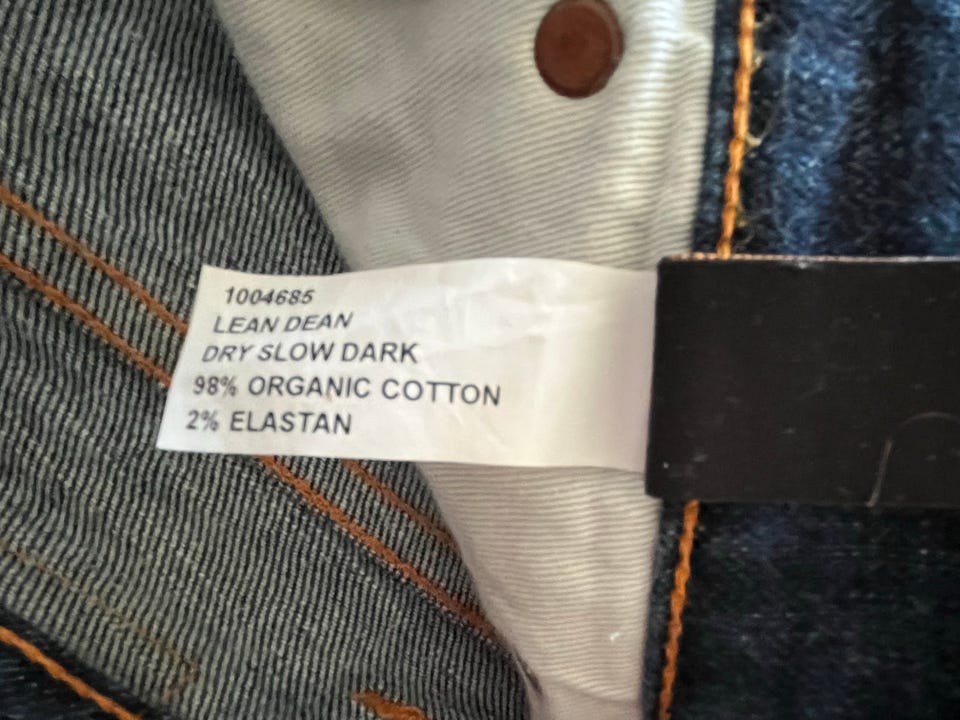 1004685
LEAN DEAN
DRY SLOW DARK
98% ORGANIC COTTON
2% ELASTAN